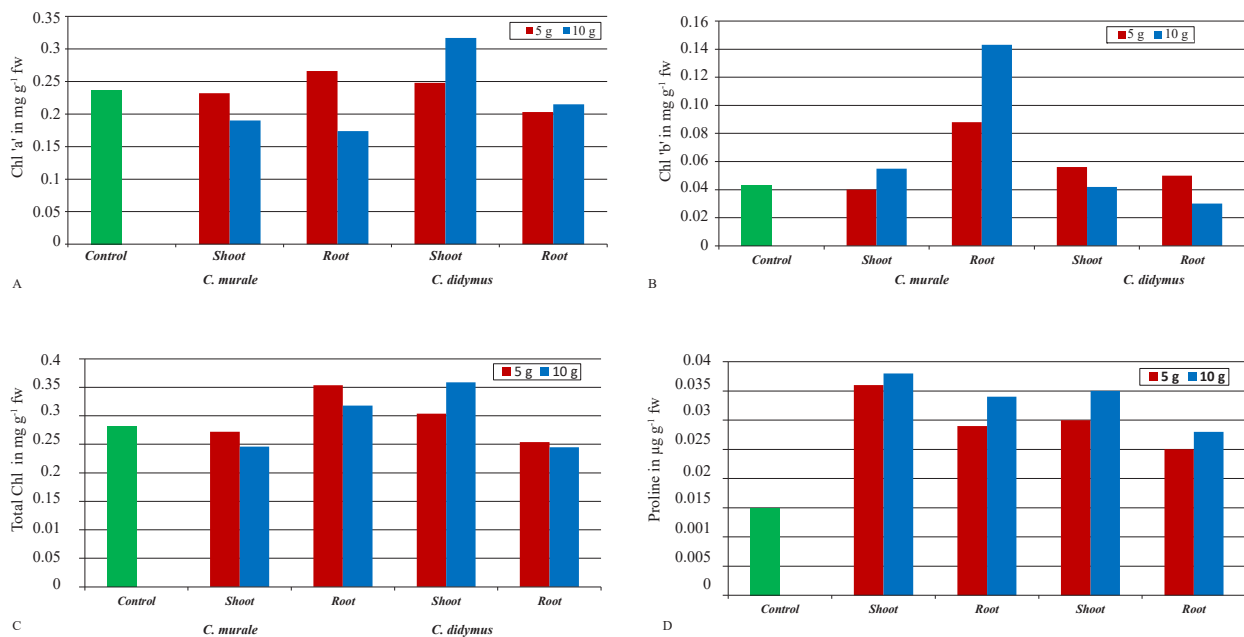 0.35
0.3
0.25
0.2
0.15
0.1
0.05
0
Chl 'a' in mg g-1 fw
5 g 10 g
Control Shoot Root Shoot Root
C. murale C. didymus
A
0.16
0.14
0.12
0.10
0.08
0.06
0.04
0.02
0
Chl 'b' in mg g-1 fw
5 g 10 g
Control Shoot Root Shoot Root
C. murale C. didymus
B
0.4
0.35
0.3
0.25
0.2
0.15
0.01
0.05
0
Total Chl in mg g-1 fw
5 g 10 g
Control Shoot Root Shoot Root
C. murale C. didymus
C
0.04
0.035
0.03
0.025
0.02
0.015
0.001
0.005
0
Proline in µg g-1 fw
5 g 10 g
Control Shoot Root Shoot Root
D